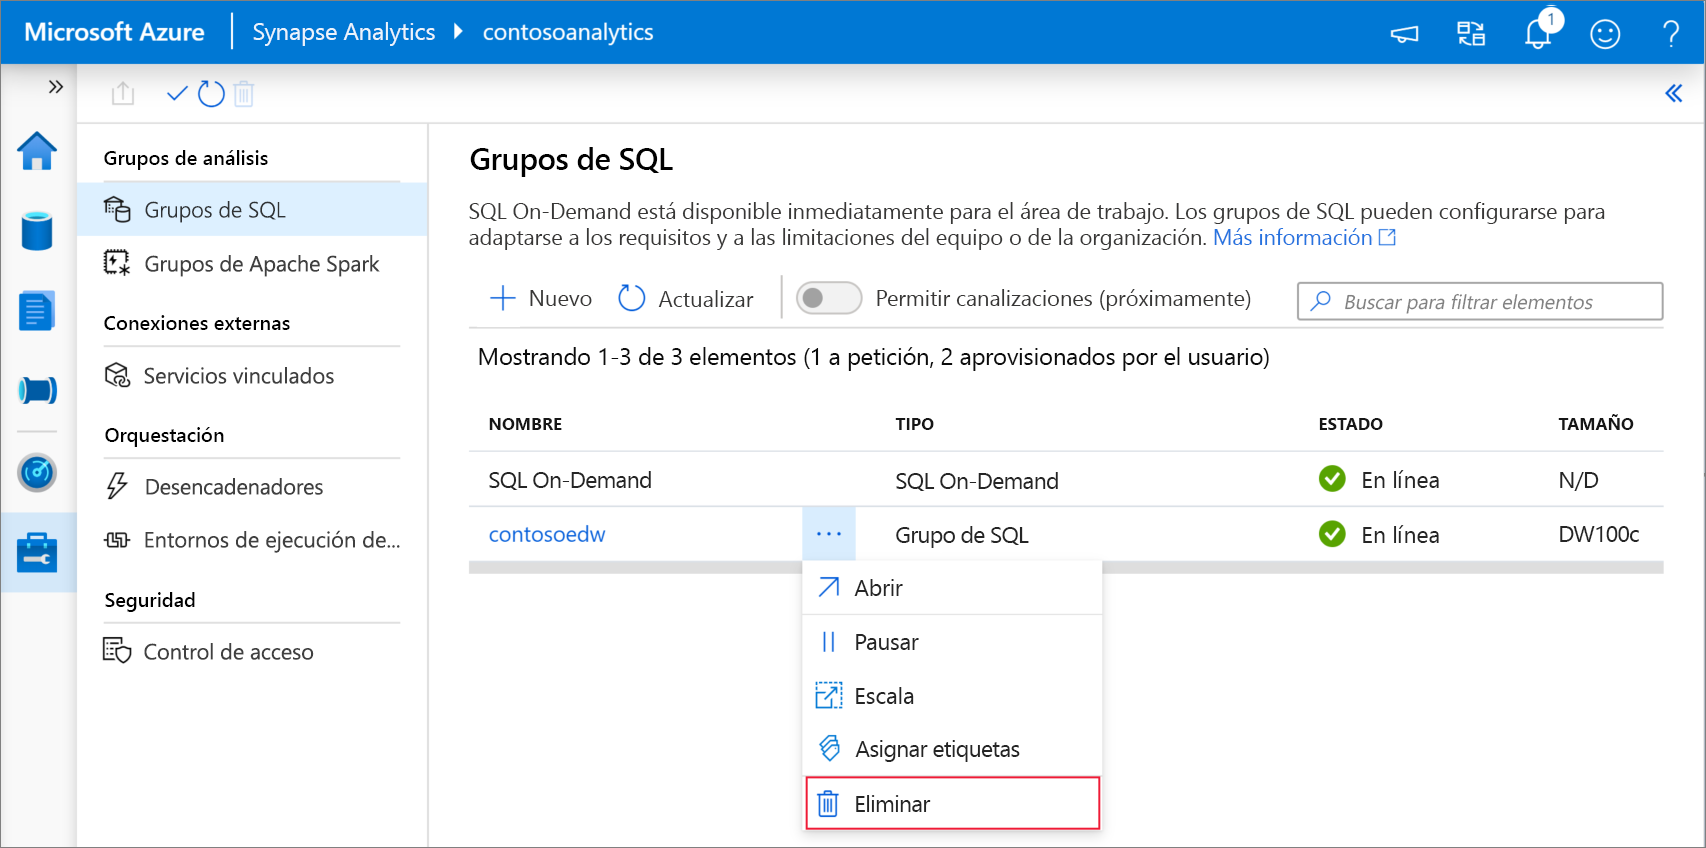 Microsoft Azure Synapse Analytics contosoanalytics 1 ?
Grupos de análisis
Grupos de SQL
Grupos de Apache Spark
Conexiones externas
Servicios vinculados
Orquestación
Desencadenadores
Entornos de ejecución de...
Seguridad
Control de acceso
Grupos de SQL
SQL On-Demand está disponible inmediatamente para el área de trabajo. Los grupos de SQL pueden configurarse para
adaptarse a los requisitos y a las limitaciones del equipo o de la organización. Más información
Nuevo Actualizar Permitir canalizaciones (próximamente) Buscar para filtrar elementos
Mostrando 1-3 de 3 elementos (1 a petición, 2 aprovisionados por el usuario)
NOMBRE TIPO ESTADO TAMAÑO
SQL On-Demand SQL On-Demand En línea N/D
contosoedw ... Grupo de SQL En línea DW100c
Abrir
Pausar
Escala
Asignar etiquetas
Eliminar